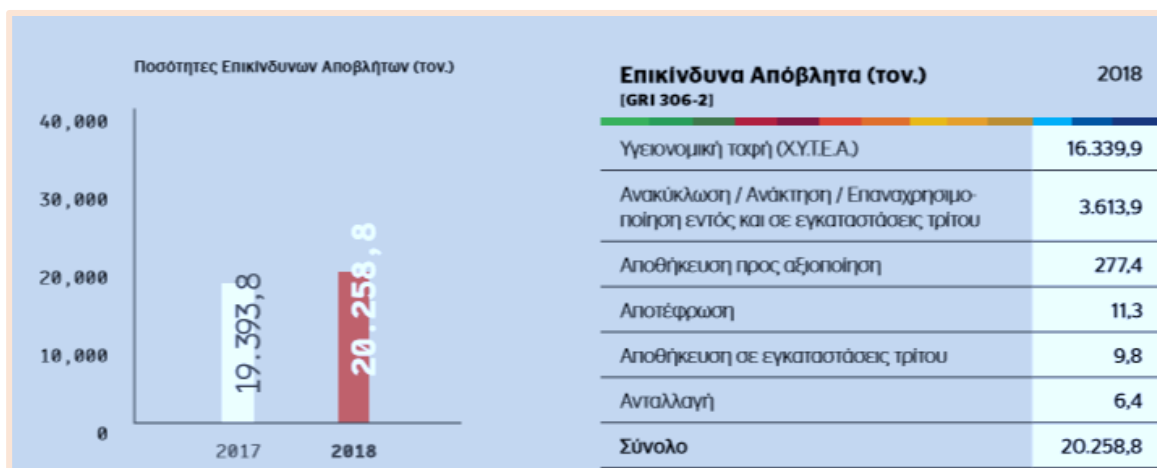 Ποσότητες Επικίνδυνων Αποβλήτων (τον.)
40,000
30,000
20,000
10,000
0
19.393,8
20.258,8
2017
2018
Επικίνδυνα Απόβλητα (τον.) 2018
[GRI 306-2]
Υγειονομική ταφή (Χ.Υ.Τ.Ε.Α.) 16.339,9
Ανακύκλωση / Ανάκτηση / Επαναχρησιμο-
ποίηση εντός και σε εγκαταστάσεις τρίτου 3.613,9
Αποθήκευση προς αξιοποίηση 277,4
Αποτέφρωση 11,3
Αποθήκευση σε εγκαταστάσεις τρίτου 9,8
Ανταλλαγή 6,4
Σύνολο 20.258,8